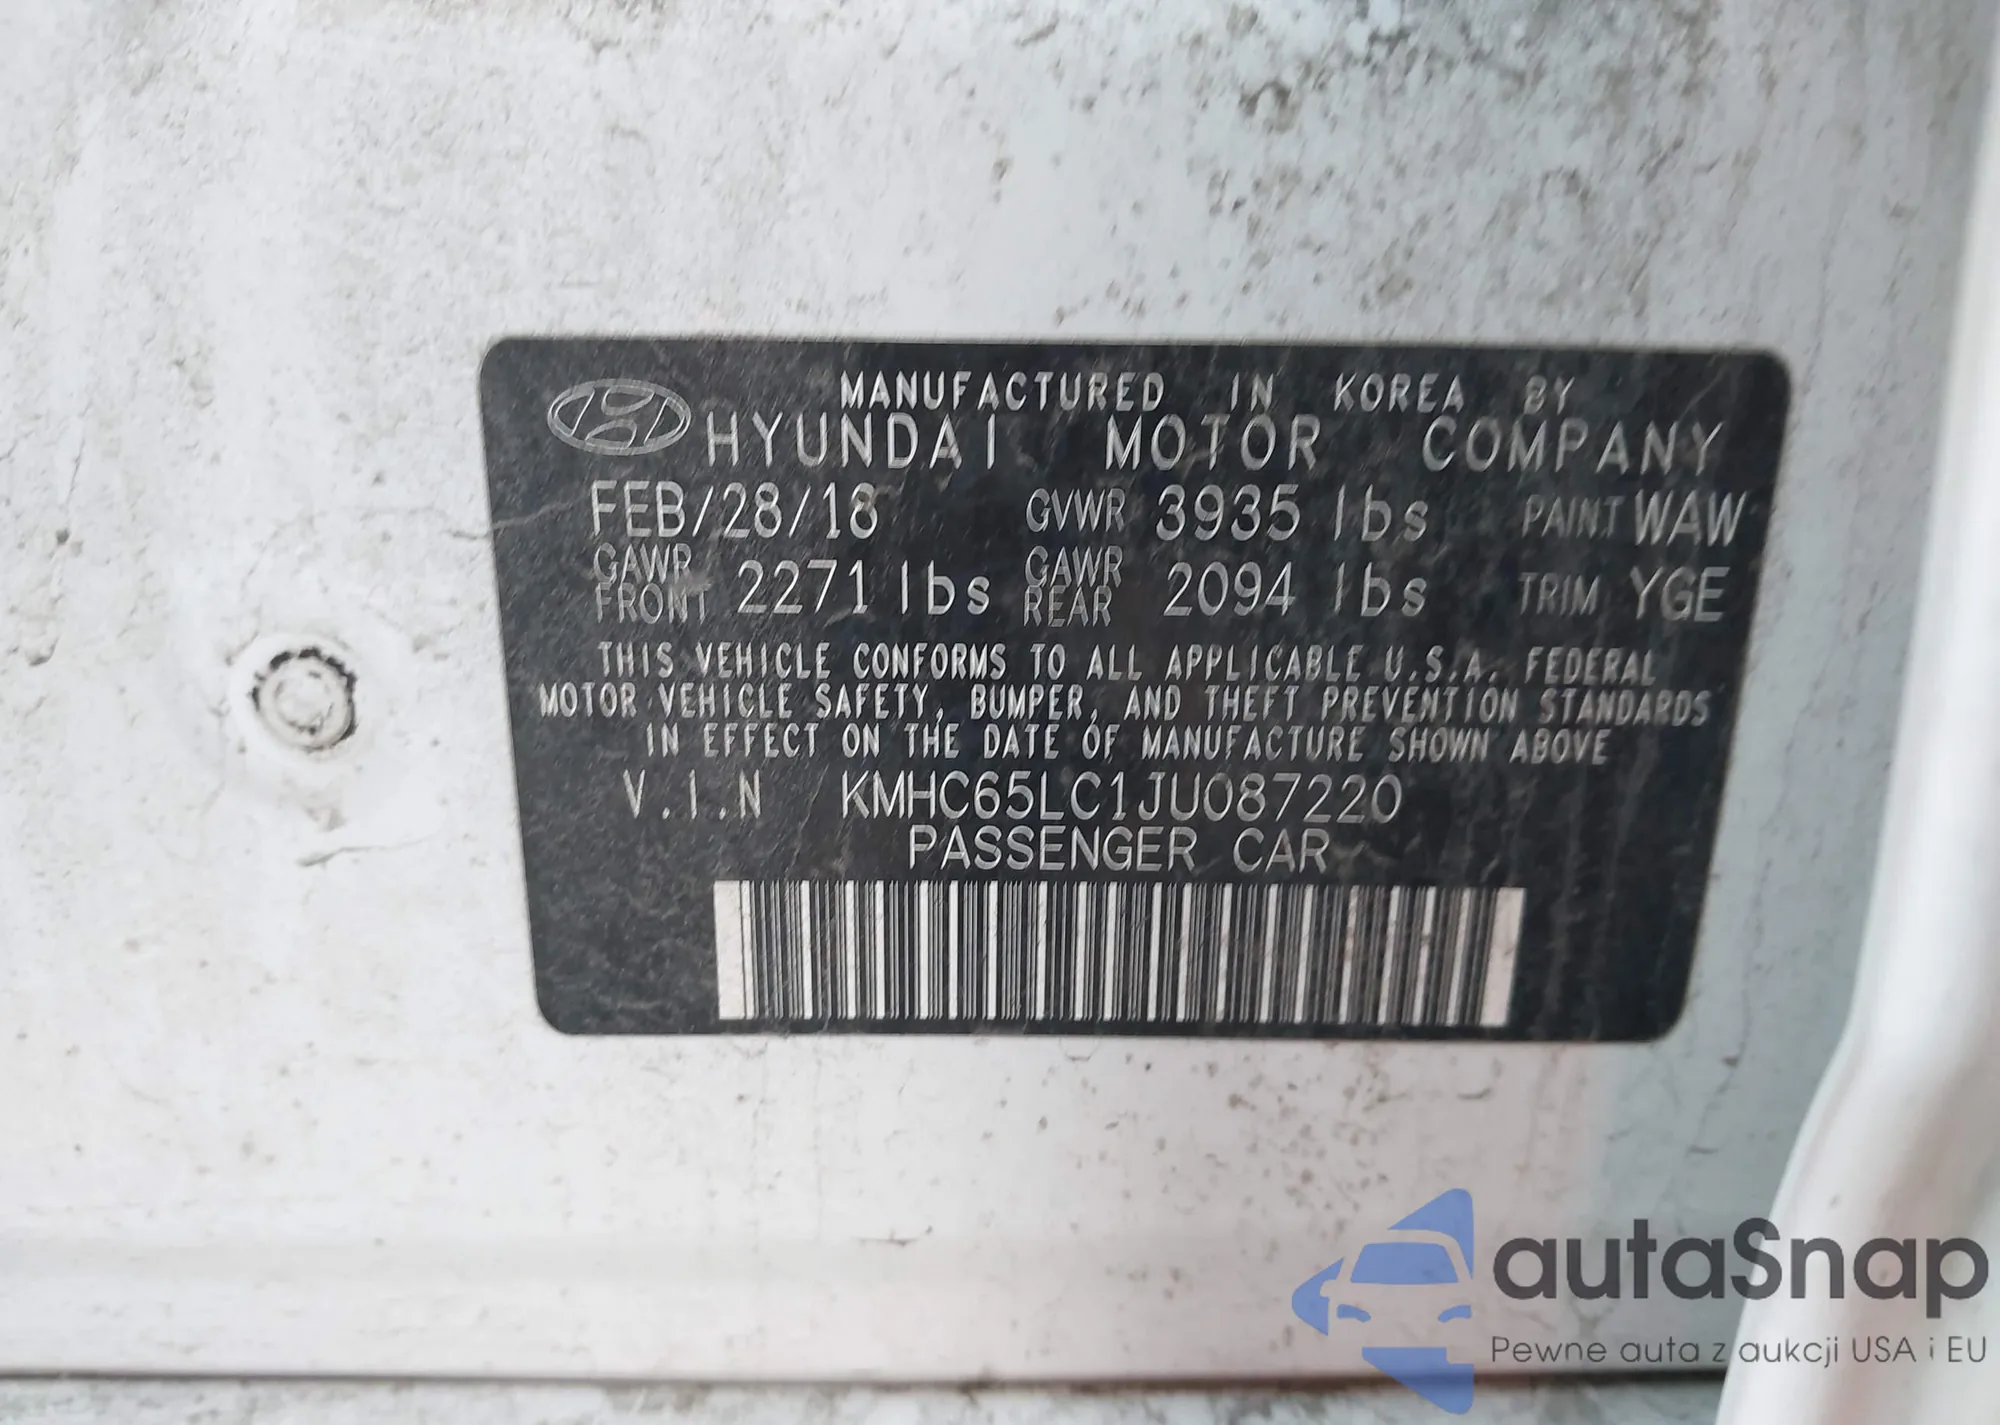 MANUFACTURED IN KOREA BY
HYUNDAI MOTOR COMPANY
FEB/28/18 GVWR 3935 lbs PAINT WAW
GAWR FRONT 2271 lbs GAWR REAR 2094 lbs TRIM YGE
THIS VEHICLE CONFORMS TO ALL APPLICABLE U.S.A. FEDERAL
MOTOR VEHICLE SAFETY, BUMPER, AND THEFT PREVENTION STANDARDS
IN EFFECT ON THE DATE OF MANUFACTURE SHOWN ABOVE
V.I.N KMHC65LC1JU087220
PASSENGER CAR
autaSnap
Pewne auta z aukcji USA i EU